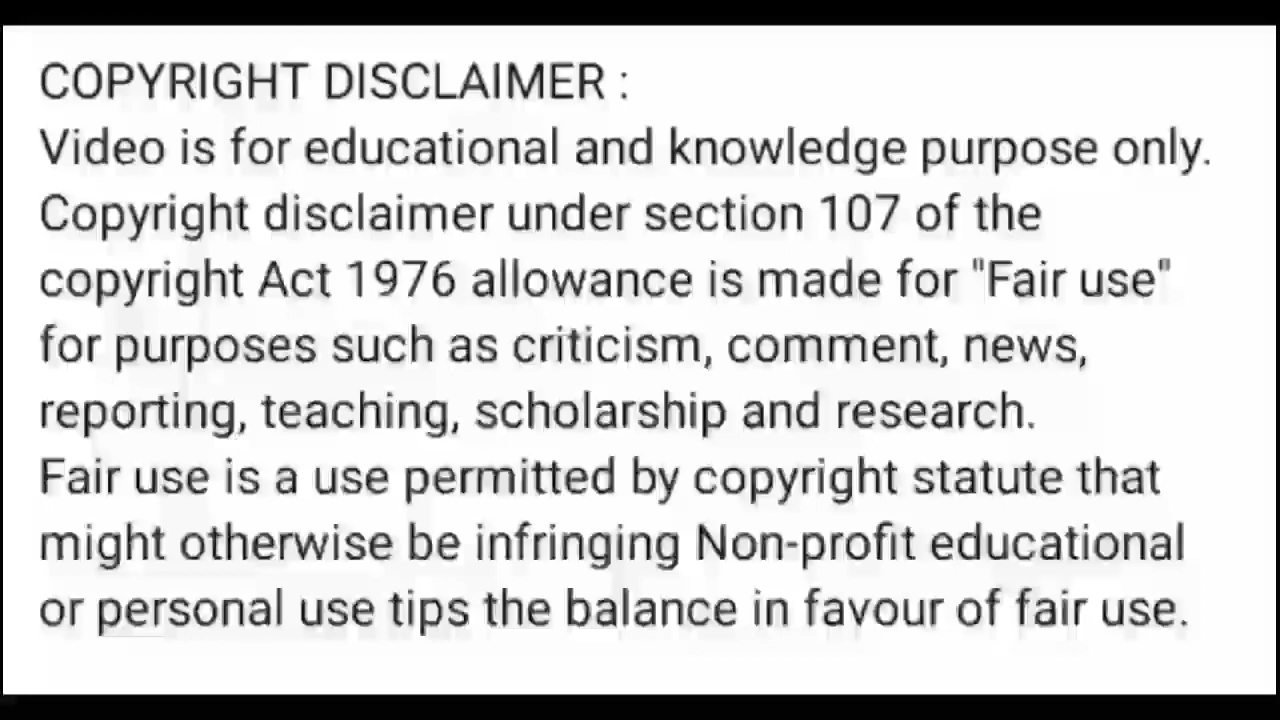 COPYRIGHT DISCLAIMER :
Video is for educational and knowledge purpose only.
Copyright disclaimer under section 107 of the
copyright Act 1976 allowance is made for "Fair use"
for purposes such as criticism, comment, news,
reporting, teaching, scholarship and research.
Fair use is a use permitted by copyright statute that
might otherwise be infringing Non-profit educational
or personal use tips the balance in favour of fair use.